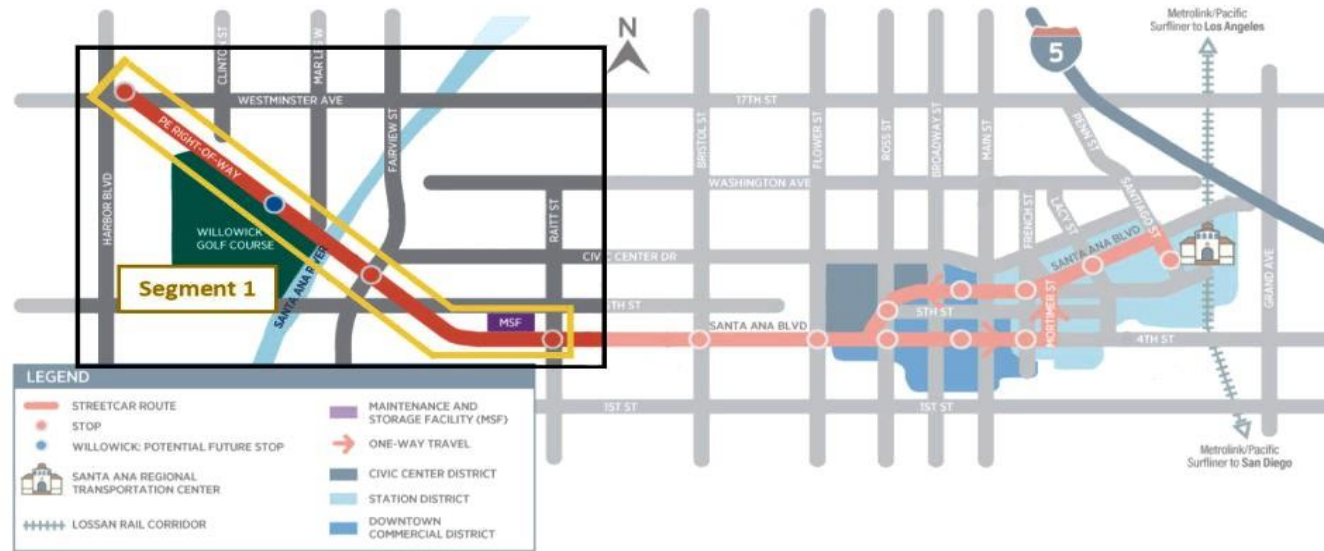 Metrolink/Pacific
Surfliner to Los Angeles
N
5
CLINTON ST
HARBOR BLVD
FAIRVIEW ST
WESTMINSTER AVE
17TH ST
PE RIGHT-OF-WAY
BRISTOL ST
FLOWER ST
ROSS ST
BROADWAY ST
MAIN ST
PENN ST
WASHINGTON AVE
SANTIAGO ST
FRENCH ST
LACY ST
WILLOWICK
GOLF COURSE
SANTA ANA RIVER
RAITT ST
CIVIC CENTER DR
SANTA ANA BLVD
GRAND AVE
Segment 1
MSF
5TH ST
MORTIMER ST
SANTA ANA BLVD
4TH ST
1ST ST
1ST ST
LEGEND
STREETCAR ROUTE
STOP
WILLOWICK: POTENTIAL FUTURE STOP
SANTA ANA REGIONAL
TRANSPORTATION CENTER
LOSSAN RAIL CORRIDOR
MAINTENANCE AND
STORAGE FACILITY (MSF)
ONE-WAY TRAVEL
CIVIC CENTER DISTRICT
STATION DISTRICT
DOWNTOWN
COMMERCIAL DISTRICT
Metrolink/Pacific
Surfliner to San Diego